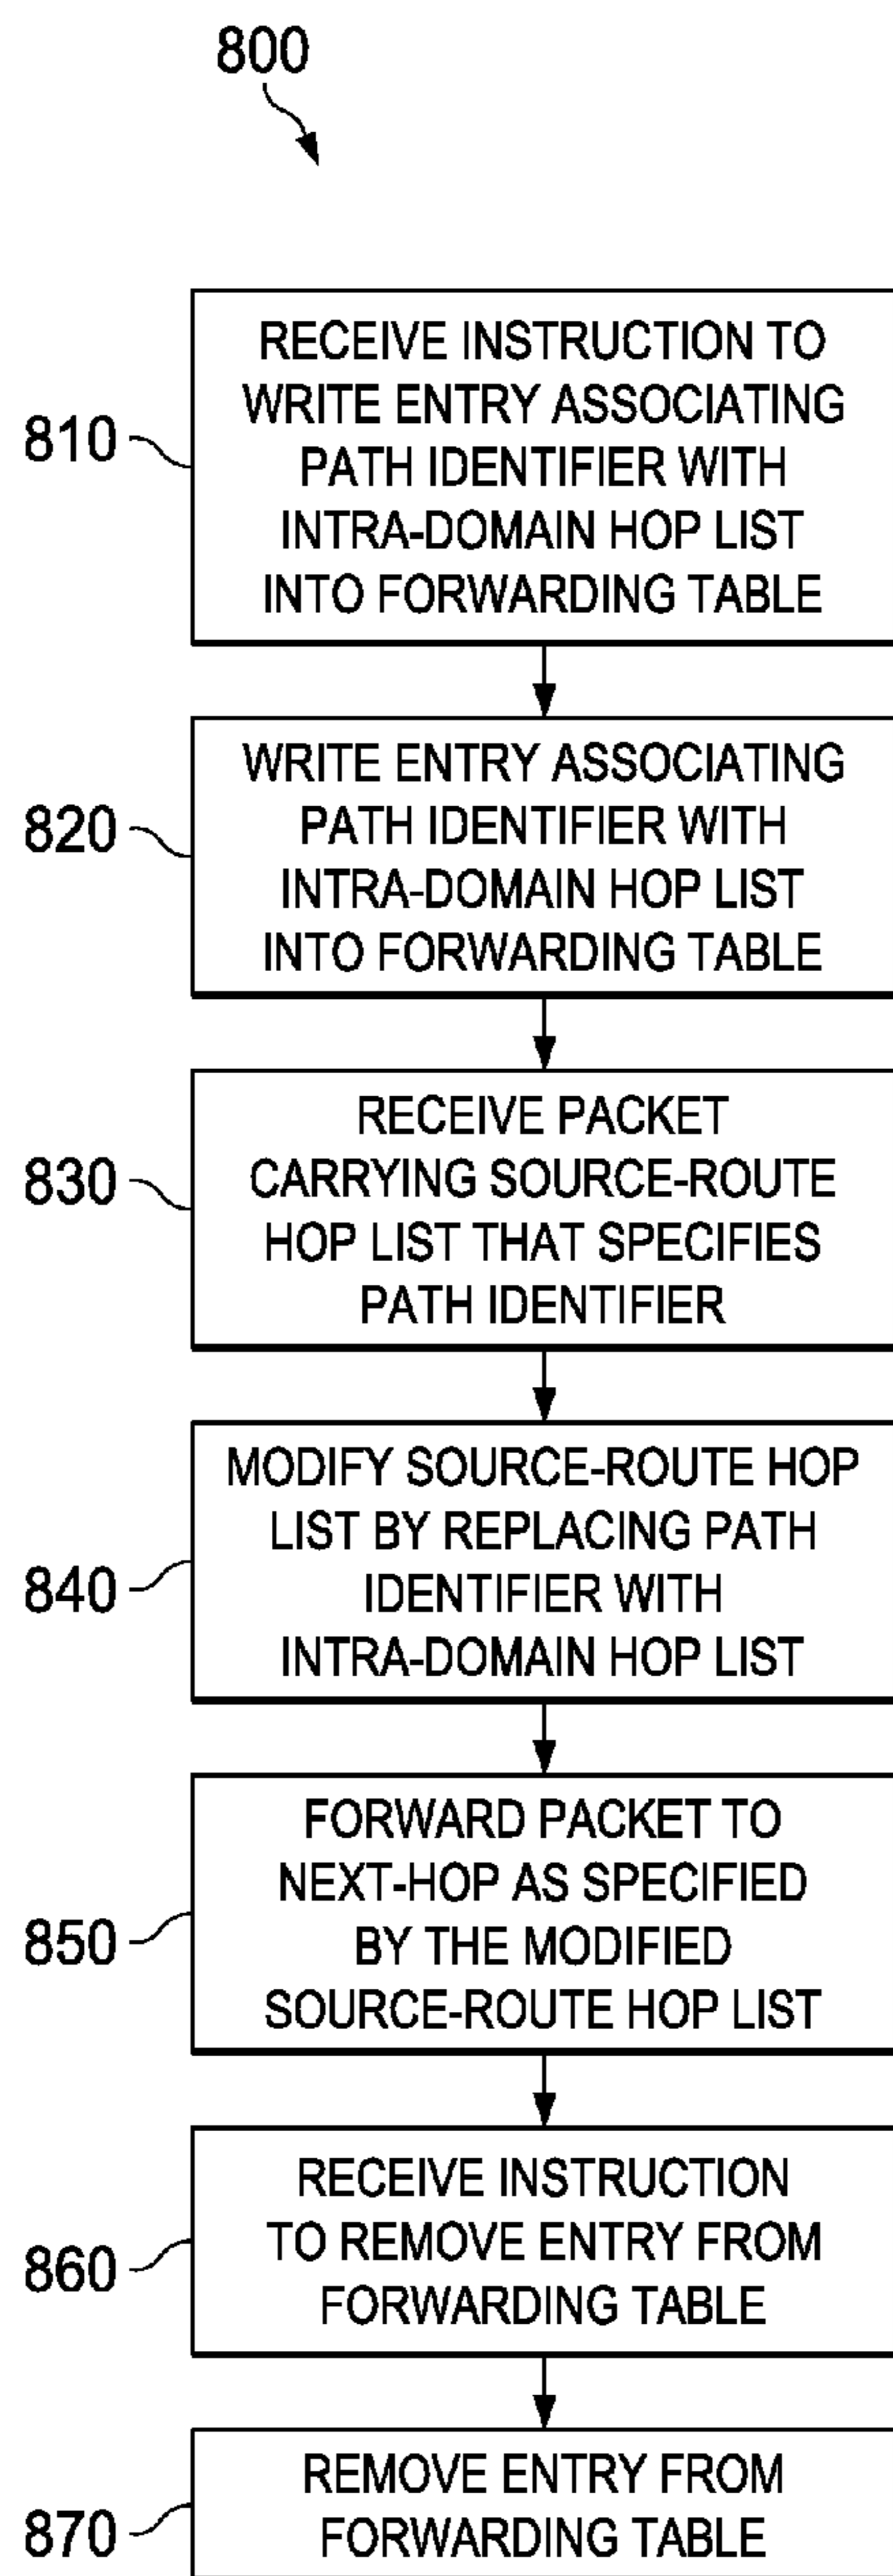 800
810
RECEIVE INSTRUCTION TO
WRITE ENTRY ASSOCIATING
PATH IDENTIFIER WITH
INTRA-DOMAIN HOP LIST
INTO FORWARDING TABLE
820
WRITE ENTRY ASSOCIATING
PATH IDENTIFIER WITH
INTRA-DOMAIN HOP LIST
INTO FORWARDING TABLE
830
RECEIVE PACKET
CARRYING SOURCE-ROUTE
HOP LIST THAT SPECIFIES
PATH IDENTIFIER
840
MODIFY SOURCE-ROUTE HOP
LIST BY REPLACING PATH
IDENTIFIER WITH
INTRA-DOMAIN HOP LIST
850
FORWARD PACKET TO
NEXT-HOP AS SPECIFIED
BY THE MODIFIED
SOURCE-ROUTE HOP LIST
860
RECEIVE INSTRUCTION
TO REMOVE ENTRY FROM
FORWARDING TABLE
870
REMOVE ENTRY FROM
FORWARDING TABLE